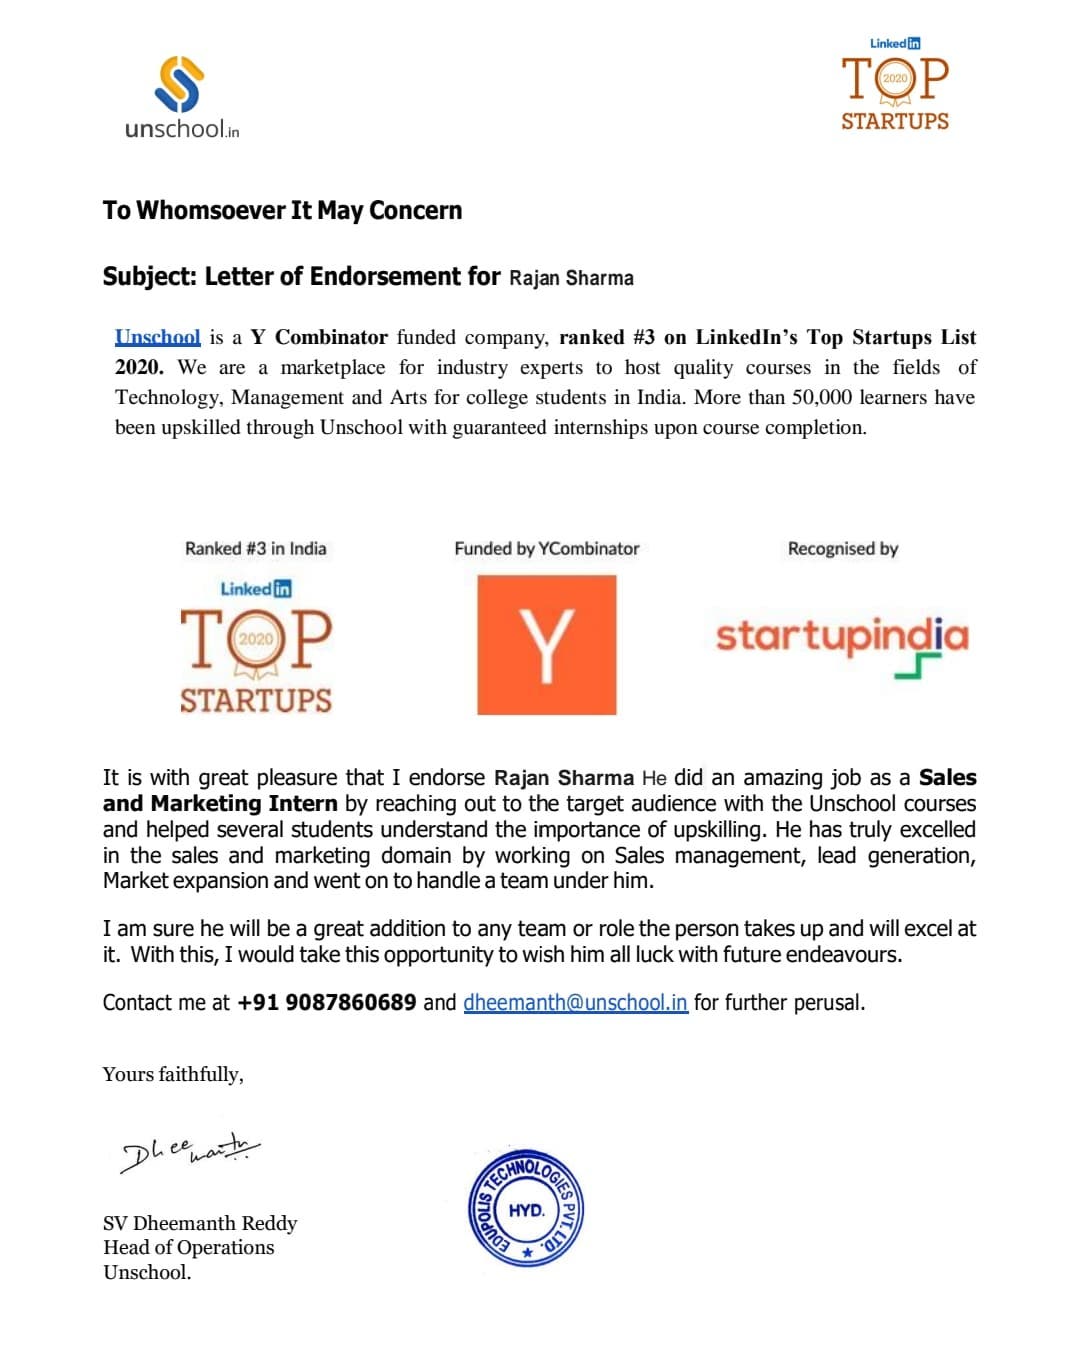 unschool.in
Linked in
TOP
2020
STARTUPS
To Whomsoever It May Concern
Subject: Letter of Endorsement for Rajan Sharma
Unschool is a Y Combinator funded company, ranked #3 on LinkedIn’s Top Startups List
2020. We are a marketplace for industry experts to host quality courses in the fields of
Technology, Management and Arts for college students in India. More than 50,000 learners have
been upskilled through Unschool with guaranteed internships upon course completion.
Ranked #3 in India
Funded by YCombinator
Recognised by
Linked in
TOP
2020
STARTUPS
Y
startupindia
It is with great pleasure that I endorse Rajan Sharma He did an amazing job as a Sales
and Marketing Intern by reaching out to the target audience with the Unschool courses
and helped several students understand the importance of upskilling. He has truly excelled
in the sales and marketing domain by working on Sales management, lead generation,
Market expansion and went on to handle a team under him.
I am sure he will be a great addition to any team or role the person takes up and will excel at
it. With this, I would take this opportunity to wish him all luck with future endeavours.
Contact me at +91 9087860689 and dheemanth@unschool.in for further perusal.
Yours faithfully,
Dheemanth
EDUPOLIS TECHNOLOGIES PVT. LTD.
HYD.
SV Dheemanth Reddy
Head of Operations
Unschool.